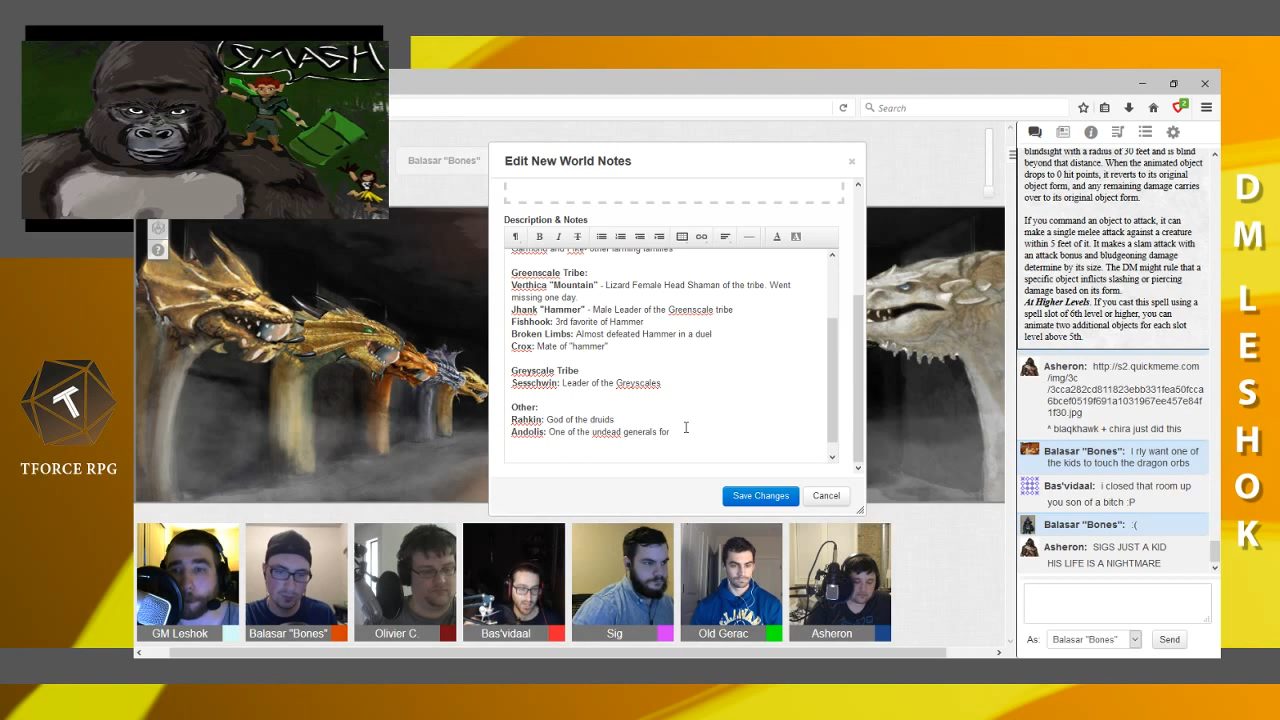 SMASH
Search
2
Balasar "Bones"
Edit New World Notes
×
Description & Notes
Garmond and Pike- other farming families
Greenscale Tribe:
Verthica "Mountain" - Lizard Female Head Shaman of the tribe. Went
missing one day.
Jhank "Hammer" - Male Leader of the Greenscale tribe
Fishhook: 3rd favorite of Hammer
Broken Limbs: Almost defeated Hammer in a duel
Crox: Mate of "hammer"
Greyscale Tribe
Sesschwin: Leader of the Greyscales
Other:
Rahkin: God of the druids
Andolis: One of the undead generals for
Save Changes
Cancel
blindsight with a radius of 30 feet and is blind
beyond that distance. When the animated object
drops to 0 hit points, it reverts to its original
object form, and any remaining damage carries
over to its original object form.
If you command an object to attack, it can
make a single melee attack against a creature
within 5 feet of it. It makes a slam attack with
an attack bonus and bludgeoning damage
determine by its size. The DM might rule that a
specific object inflicts slashing or piercing
damage based on its form.
At Higher Levels. If you cast this spell using a
spell slot of 6th level or higher, you can
animate two additional objects for each slot
level above 5th.
Asheron: http://s2.quickmeme.com
/img/3c
/3cca282cd811823ebb331fea50fcca
6bcef0519f691a1031967ee457e84f
1f30.jpg
^ blaqkhawk + chira just did this
Balasar "Bones": I rly want one of
the kids to touch the dragon orbs
Bas'vidaal: i closed that room up
you son of a bitch :P
Balasar "Bones": :(
Asheron: SIGS JUST A KID
HIS LIFE IS A NIGHTMARE
As: Balasar "Bones"
Send
GM Leshok
Balasar "Bones"
Olivier C.
Bas'vidaal
Sig
Old Gerac
Asheron
T
TFORCE RPG
DM LESHOK